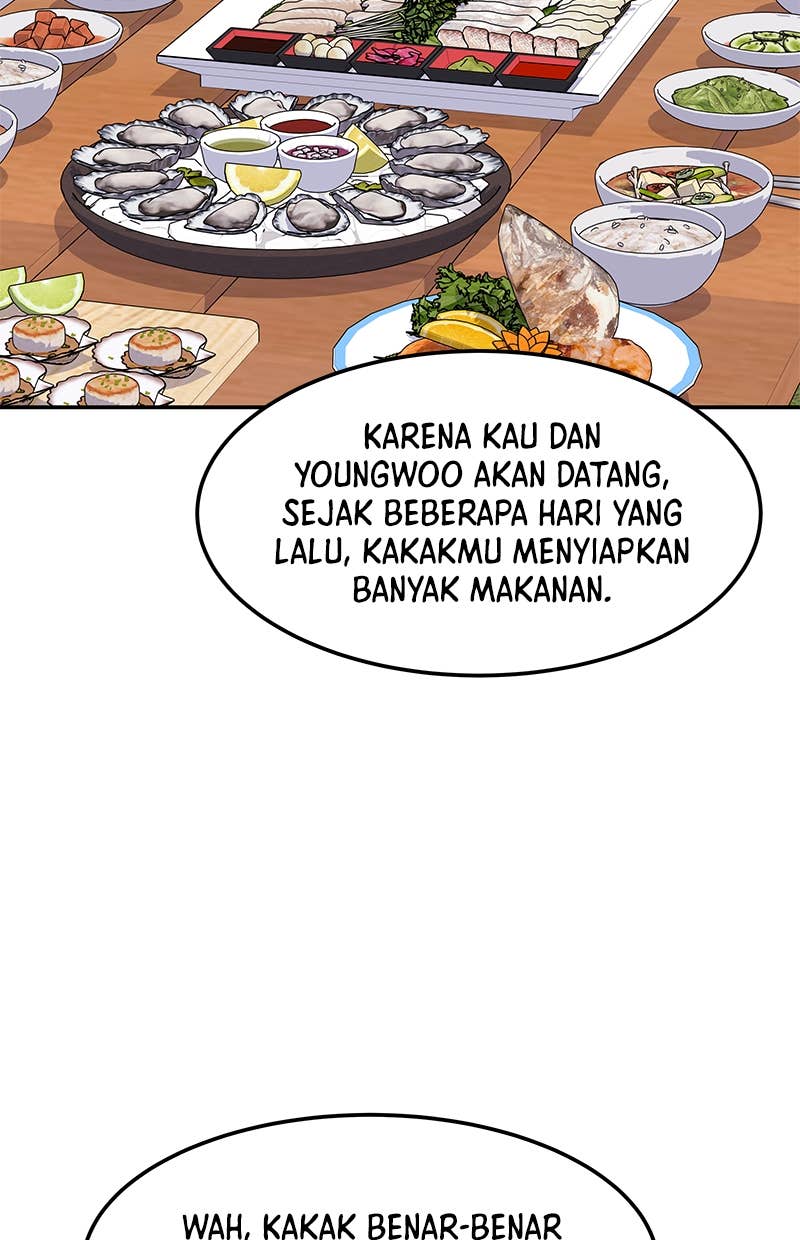 KARENA KAU DAN
YOUNGWOO AKAN DATANG,
SEJAK BEBERAPA HARI YANG
LALU, KAKAKMU MENYIAPKAN
BANYAK MAKANAN.
WAH, KAKAK BENAR-BENAR